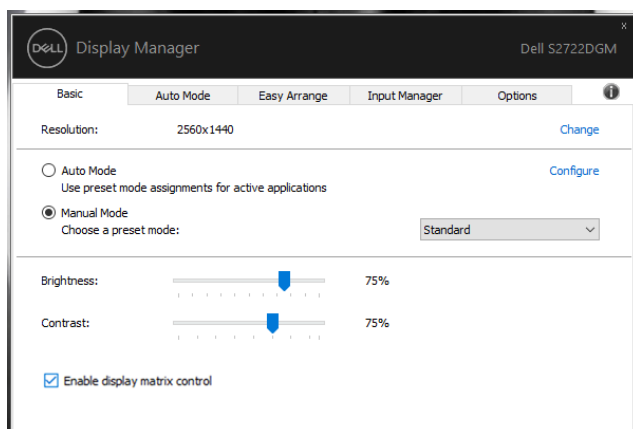 x
DELL Display Manager Dell S2722DGM
Basic Auto Mode Easy Arrange Input Manager Options i
Resolution: 2560x1440 Change
Auto Mode Configure
Use preset mode assignments for active applications
Manual Mode
Choose a preset mode: Standard
Brightness: 75%
Contrast: 75%
Enable display matrix control